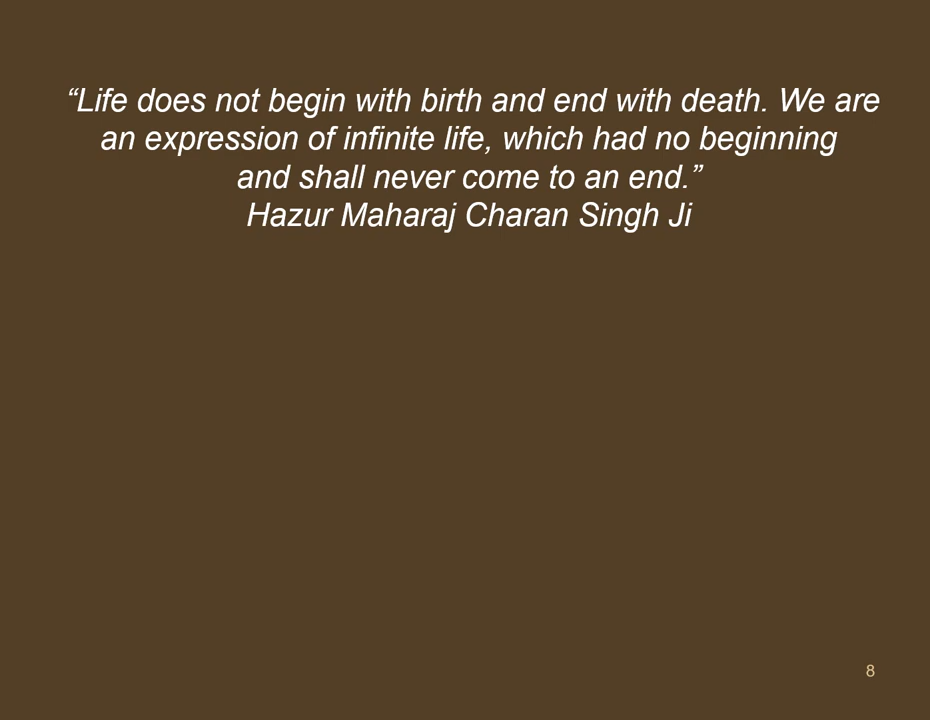 “Life does not begin with birth and end with death. We are
an expression of infinite life, which had no beginning
and shall never come to an end.”
Hazur Maharaj Charan Singh Ji
8